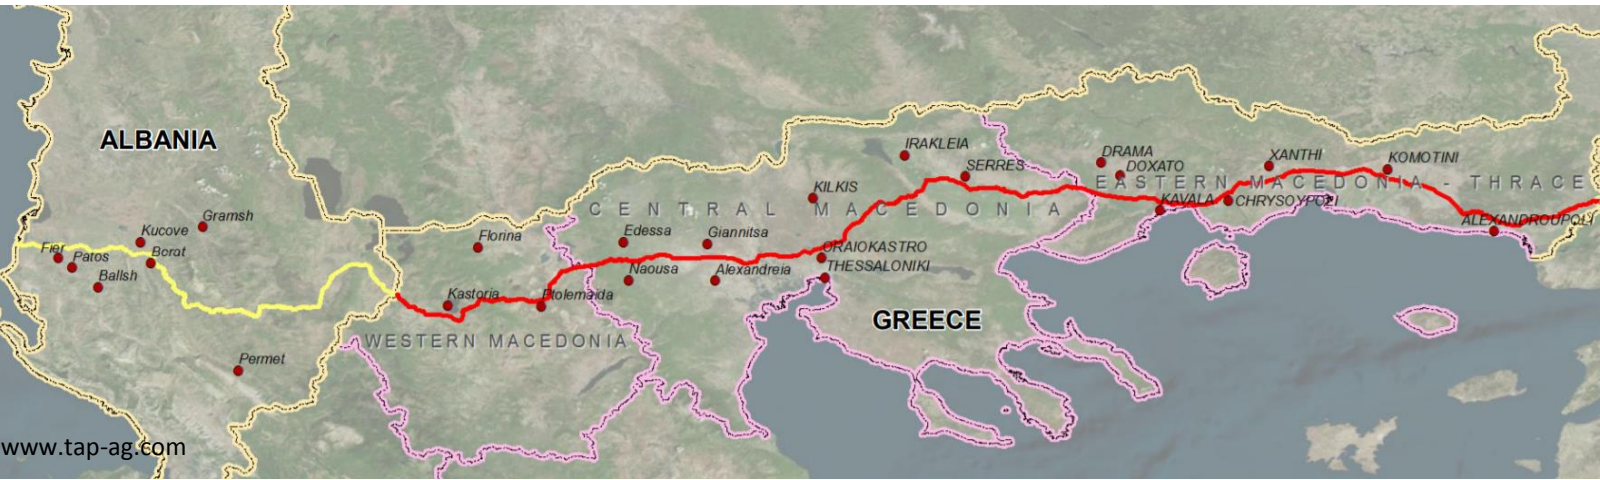 ALBANIA
Gramsh
Kucove
Fier
Patos
Berat
Ballsh
Permet
www.tap-ag.com
Florina
Kastoria
Ptolemaida
WESTERN MACEDONIA
CENTRAL MACEDONIA
Edessa
Giannitsa
Naousa
Alexandreia
KILKIS
IRAKLEIA
SERRES
ORAIOKASTRO
THESSALONIKI
GREECE
DRAMA
DOXATO
EASTERN MACEDONIA - THRACE
KAVALA
CHRYSOYPOLI
XANTHI
KOMOTINI
ALEXANDROUPOLI